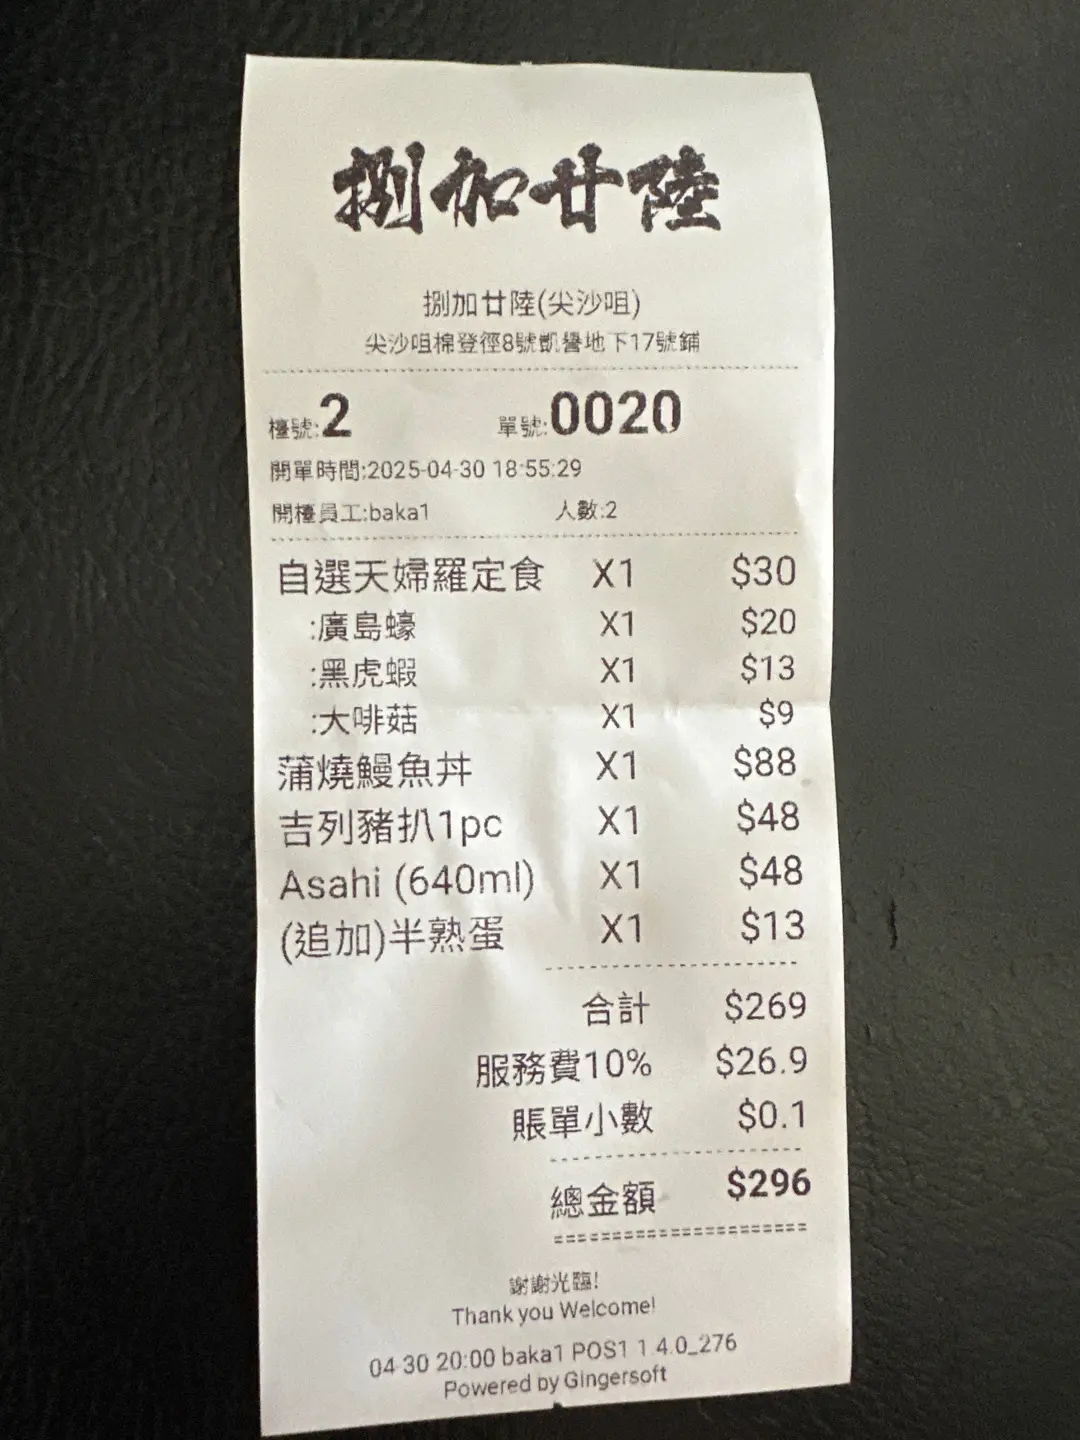 捌加廿陸
捌加廿陸(尖沙咀)
尖沙咀棉登徑8號凱譽地下17號鋪
檯號:2 單號:0020
開單時間:2025-04-30 18:55:29
開檯員工:baka1 人數:2
自選天婦羅定食 X1 $30
:廣島蠔 X1 $20
:黑虎蝦 X1 $13
:大啡菇 X1 $9
蒲燒鰻魚丼 X1 $88
吉列豬扒1pc X1 $48
Asahi (640ml) X1 $48
(追加)半熟蛋 X1 $13
合計 $269
服務費10% $26.9
賬單小數 $0.1
總金額 $296
謝謝光臨!
Thank you Welcome!
04-30 20:00 baka1 POS1 1.4.0_276
Powered by Gingersoft